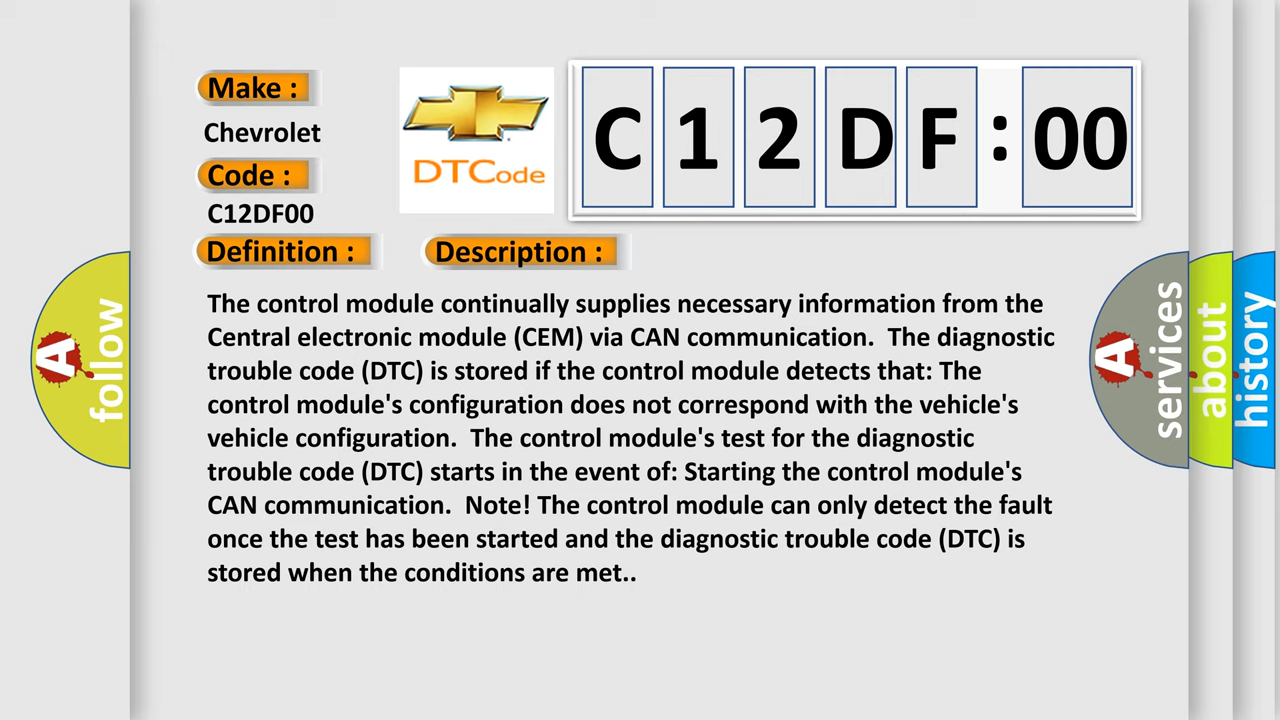 Make :
Chevrolet
Code :
C12DF00
DTCode
C12DF:00
Definition :
Description :
The control module continually supplies necessary information from the
Central electronic module (CEM) via CAN communication. The diagnostic
trouble code (DTC) is stored if the control module detects that: The
control module's configuration does not correspond with the vehicle's
vehicle configuration. The control module's test for the diagnostic
trouble code (DTC) starts in the event of: Starting the control module's
CAN communication. Note! The control module can only detect the fault
once the test has been started and the diagnostic trouble code (DTC) is
stored when the conditions are met..
A
follow
A
services
about
history